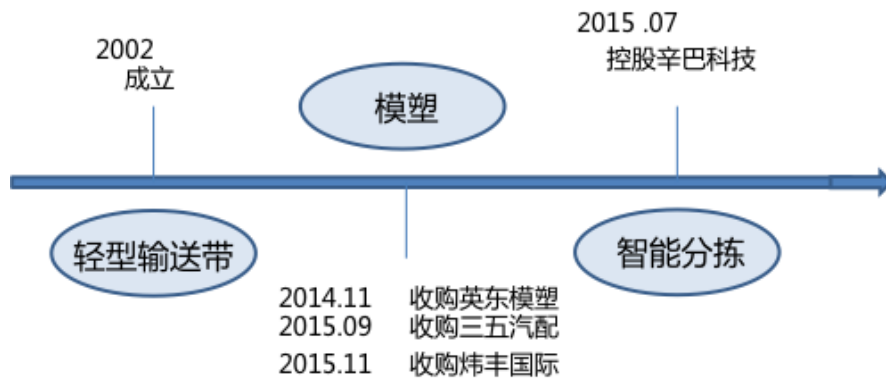 2002
成立
模塑
2015 .07
控股辛巴科技
轻型输送带
智能分拣
2014.11 收购英东模塑
2015.09 收购三五汽配
2015.11 收购炜丰国际